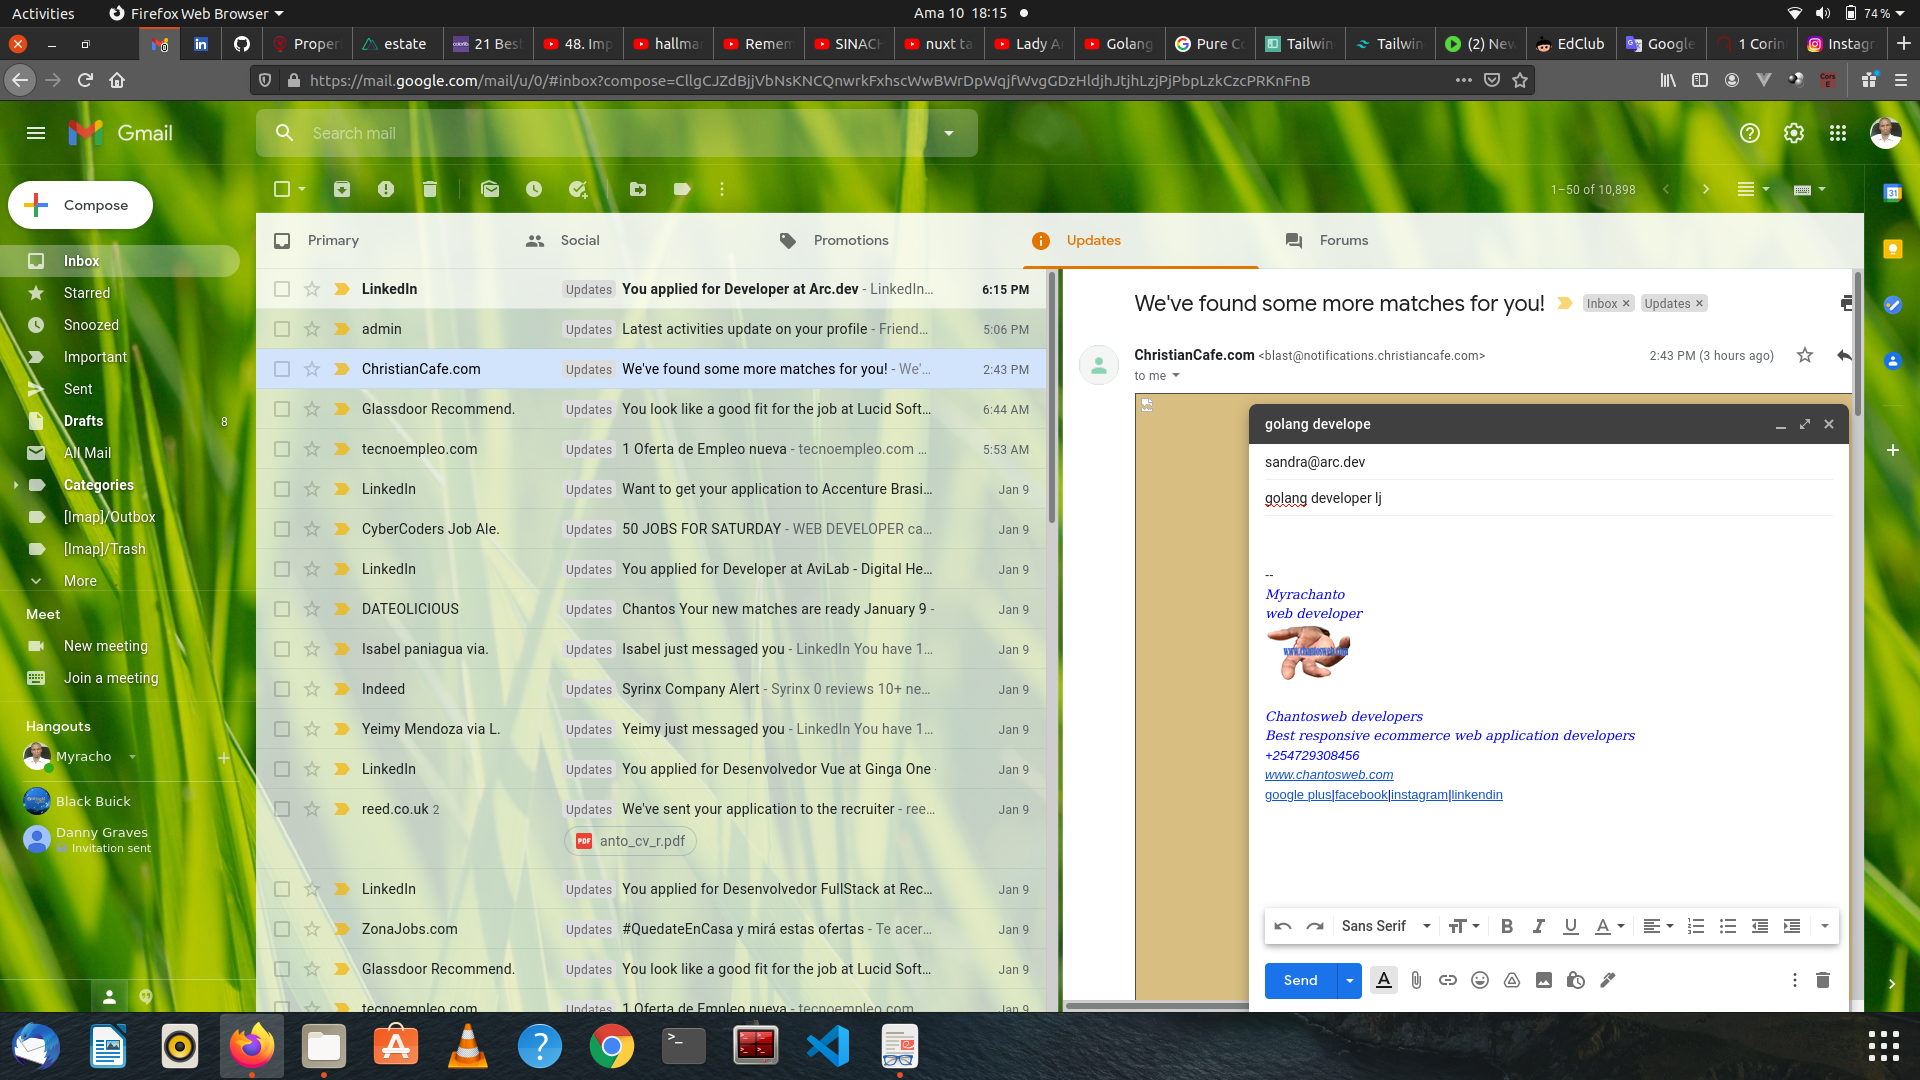 Activities
Firefox Web Browser
Ama 10 18:15
74 %
Proper
estate
21 Best
48. Imp
hallmar
Remem
SINACH
nuxt ta
Lady A
Golang
Pure Co
Tailwin
Tailwin
(2) New
EdClub
Google
1 Corin
Instagr
https://mail.google.com/mail/u/0/#inbox?compose=CllgCJZdBjjVbNsKNCQnwrkFxhscWwBWrDpWqjfWvgGDzHldjhJtjhLzjPjPbpLzkCzcPRKnFnB
Gmail
Search mail
Compose
1–50 of 10,898
Inbox
Starred
Snoozed
Important
Sent
Drafts 8
All Mail
Categories
[Imap]/Outbox
[Imap]/Trash
More
Meet
New meeting
Join a meeting
Hangouts
Myracho
Black Buick
Danny Graves
Invitation sent
Primary
Social
Promotions
Updates
Forums
LinkedIn Updates You applied for Developer at Arc.dev - LinkedIn… 6:15 PM
admin Updates Latest activities update on your profile - Friend… 5:06 PM
ChristianCafe.com Updates We've found some more matches for you! - We'… 2:43 PM
Glassdoor Recommend. Updates You look like a good fit for the job at Lucid Soft… 6:44 AM
tecnoempleo.com Updates 1 Oferta de Empleo nueva - tecnoempleo.com … 5:53 AM
LinkedIn Updates Want to get your application to Accenture Brasi… Jan 9
CyberCoders Job Ale. Updates 50 JOBS FOR SATURDAY - WEB DEVELOPER ca… Jan 9
LinkedIn Updates You applied for Developer at AviLab - Digital He… Jan 9
DATEOLICIOUS Updates Chantos Your new matches are ready January 9 - Jan 9
Isabel paniagua via. Updates Isabel just messaged you - LinkedIn You have 1… Jan 9
Indeed Updates Syrinx Company Alert - Syrinx 0 reviews 10+ ne… Jan 9
Yeimy Mendoza via L. Updates Yeimy just messaged you - LinkedIn You have 1… Jan 9
LinkedIn Updates You applied for Desenvolvedor Vue at Ginga One - Jan 9
reed.co.uk 2 Updates We've sent your application to the recruiter - ree… Jan 9
PDF anto_cv_r.pdf
LinkedIn Updates You applied for Desenvolvedor FullStack at Rec… Jan 9
ZonaJobs.com Updates #QuedateEnCasa y mirá estas ofertas - Te acer… Jan 9
Glassdoor Recommend. Updates You look like a good fit for the job at Lucid Soft… Jan 9
tecnoempleo.com Updates 1 Oferta de Empleo nueva - tecnoempleo.com Jan 9
We've found some more matches for you!
Inbox ×
Updates ×
ChristianCafe.com <blast@notifications.christiancafe.com>
2:43 PM (3 hours ago)
to me
golang develope
sandra@arc.dev
golang developer lj
--
Myrachanto
web developer
www.chantosweb.com
Chantosweb developers
Best responsive ecommerce web application developers
+254729308456
www.chantosweb.com
google plus|facebook|instagram|linkendin
Sans Serif
Send